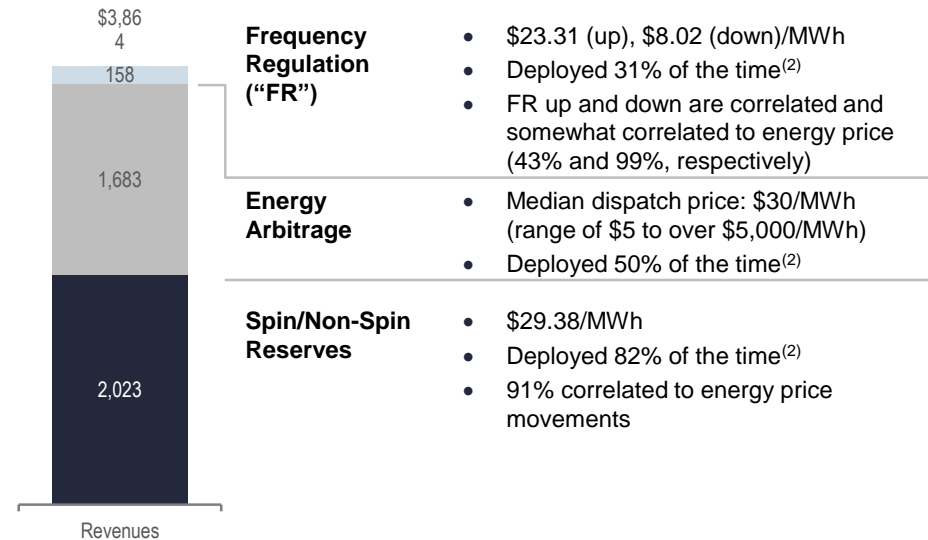 $3,86
4
158
1,683
2,023
Revenues
Frequency
Regulation
(“FR”)
• $23.31 (up), $8.02 (down)/MWh
• Deployed 31% of the time(2)
• FR up and down are correlated and
somewhat correlated to energy price
(43% and 99%, respectively)
Energy
Arbitrage
• Median dispatch price: $30/MWh
(range of $5 to over $5,000/MWh)
• Deployed 50% of the time(2)
Spin/Non-Spin
Reserves
• $29.38/MWh
• Deployed 82% of the time(2)
• 91% correlated to energy price
movements